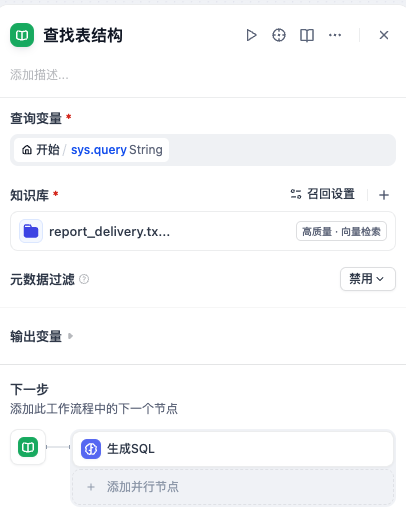 查找表结构
添加描述...
查询变量 *
开始 / sys.query String
知识库 * 召回设置
report_delivery.tx... 高质量 · 向量检索
元数据过滤 禁用
输出变量
下一步
添加此工作流程中的下一个节点
生成SQL
添加并行节点